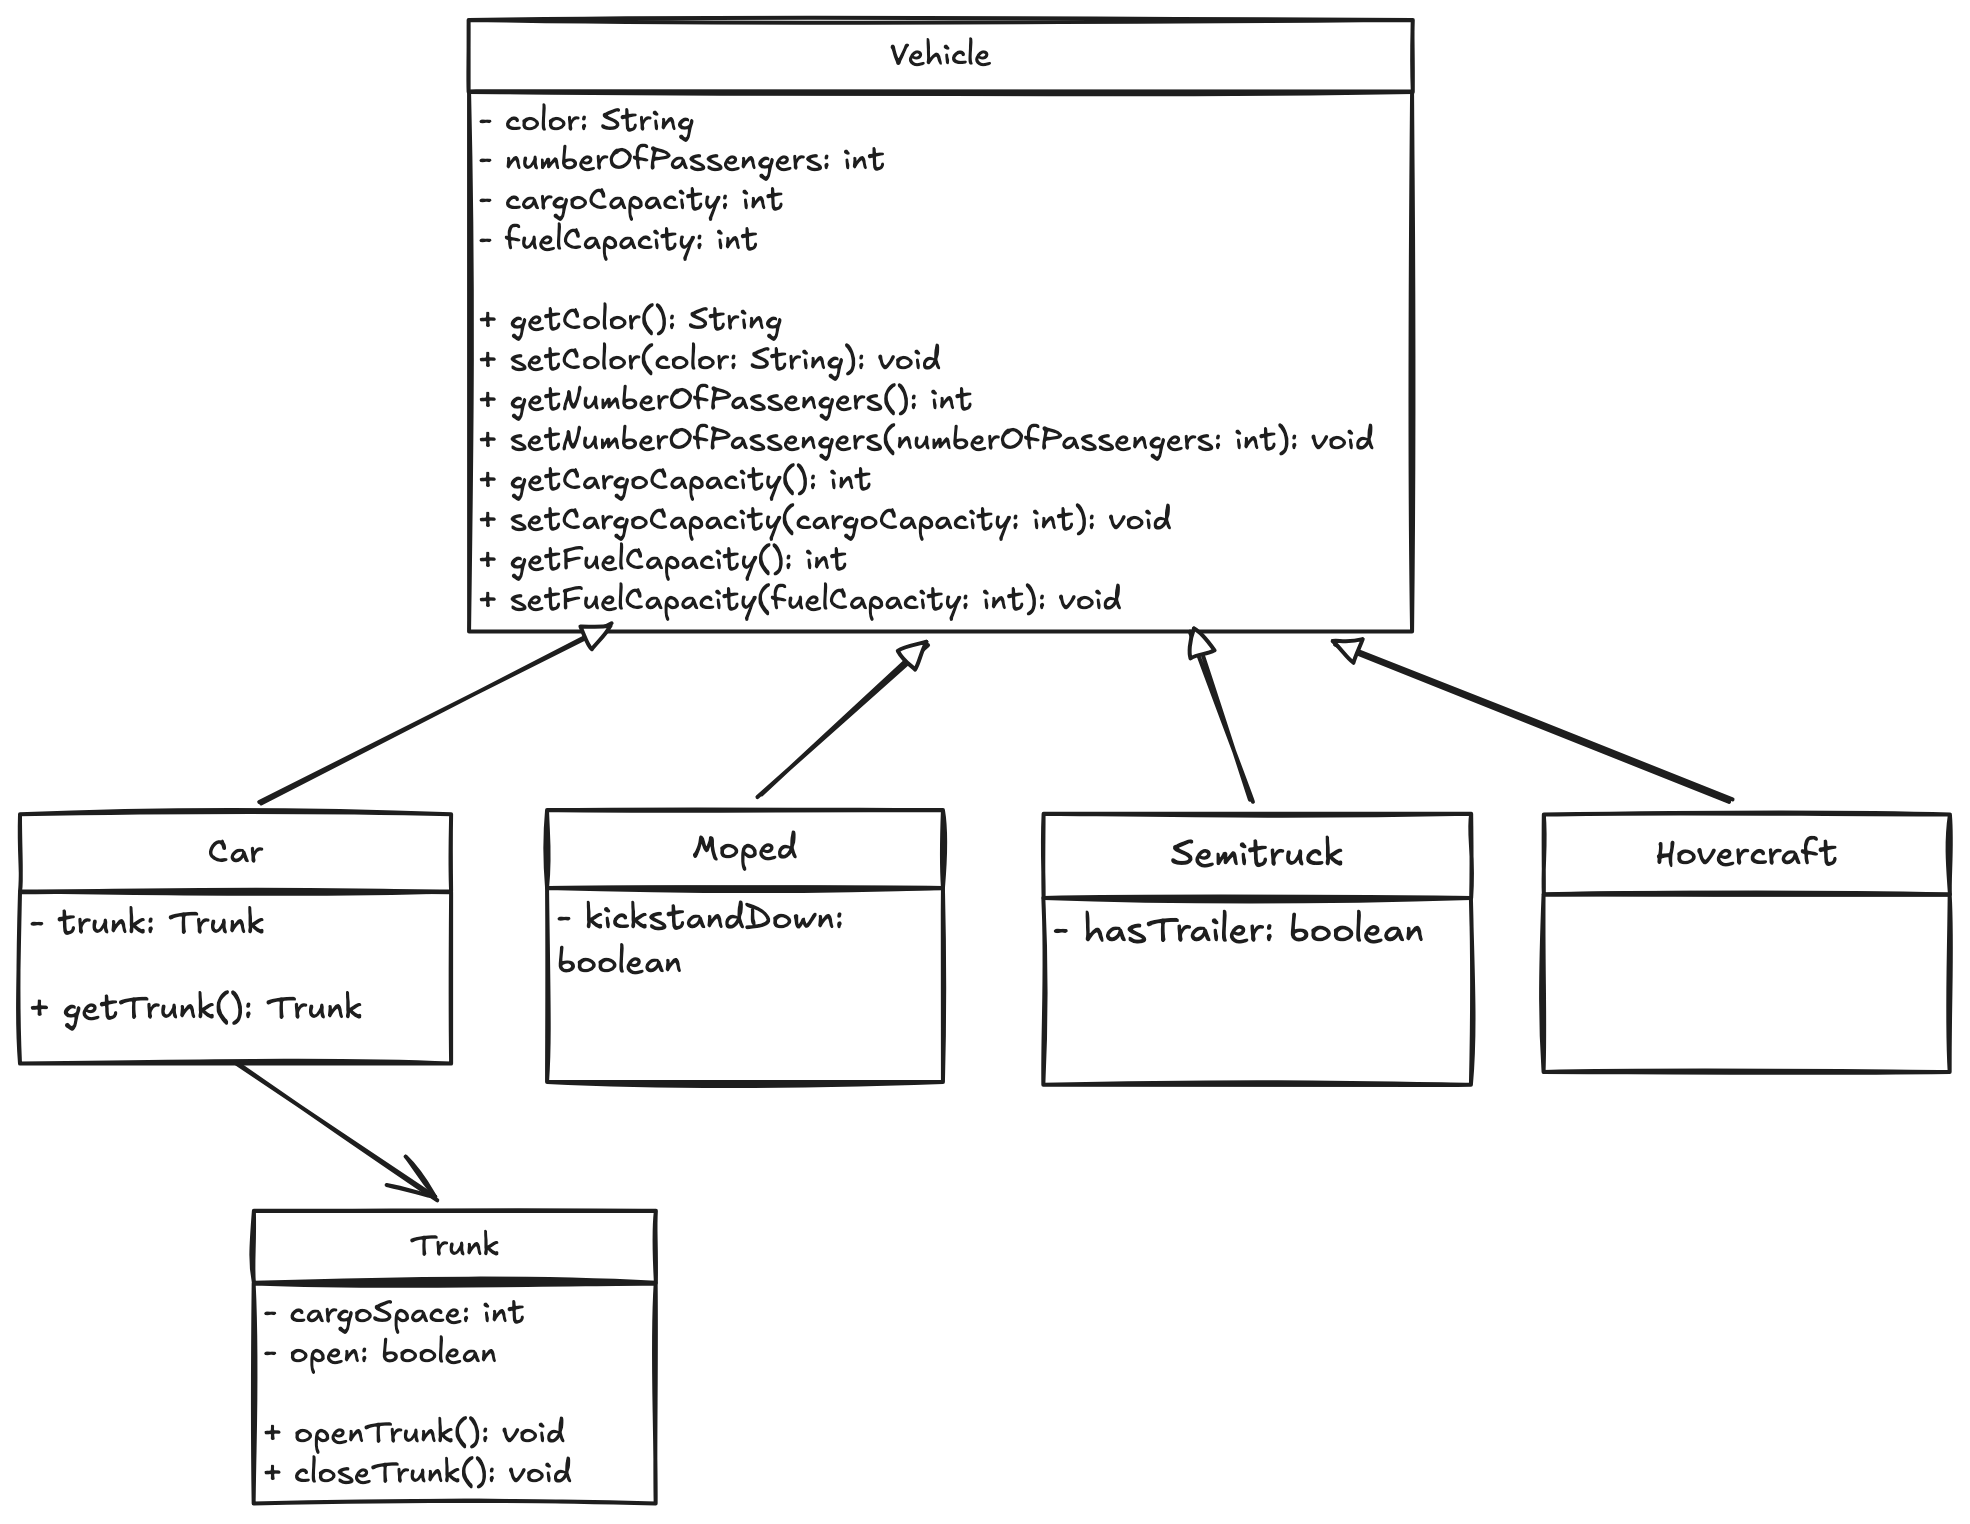 Vehicle
- color: String
- numberOfPassengers: int
- cargoCapacity: int
- fuelCapacity: int
+ getColor(): String
+ setColor(color: String): void
+ getNumberOfPassengers(): int
+ setNumberOfPassengers(numberOfPassengers: int): void
+ getCargoCapacity(): int
+ setCargoCapacity(cargoCapacity: int): void
+ getFuelCapacity(): int
+ setFuelCapacity(fuelCapacity: int): void
Car
- trunk: Trunk
+ getTrunk(): Trunk
Moped
- kickstandDown:
boolean
Semitruck
- hasTrailer: boolean
Hovercraft
Trunk
- cargoSpace: int
- open: boolean
+ openTrunk(): void
+ closeTrunk(): void